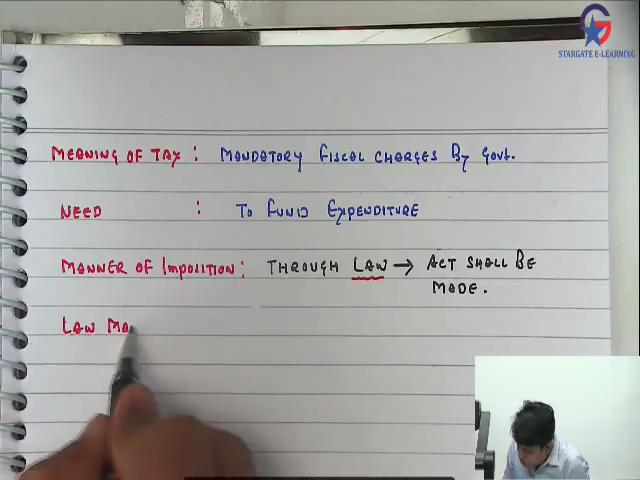 STARGATE E-LEARNING
MEANING OF TAX : MANDATORY FISCAL CHARGES BY GOVT.
NEED : TO FUND EXPENDITURE
MANNER OF IMPOSITION : THROUGH LAW → ACT SHALL BE
MADE.
LAW MA